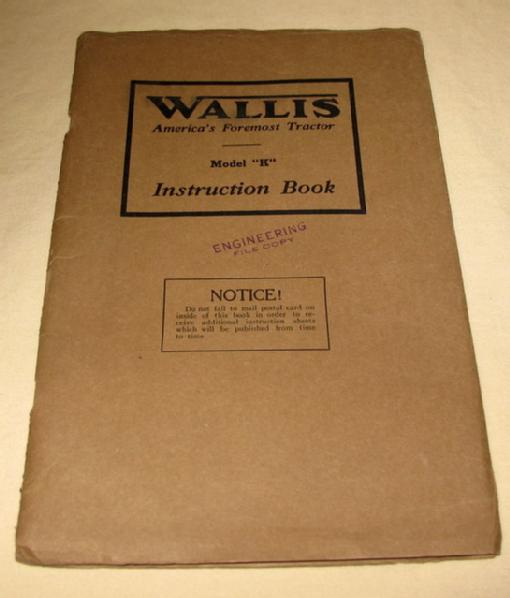 WALLIS
America's Foremost Tractor
Model "K"
Instruction Book
ENGINEERING
FILE COPY
NOTICE!
Do not fail to mail postal card on
inside of this book in order to re-
ceive additional instruction sheets
which will be published from time
to time